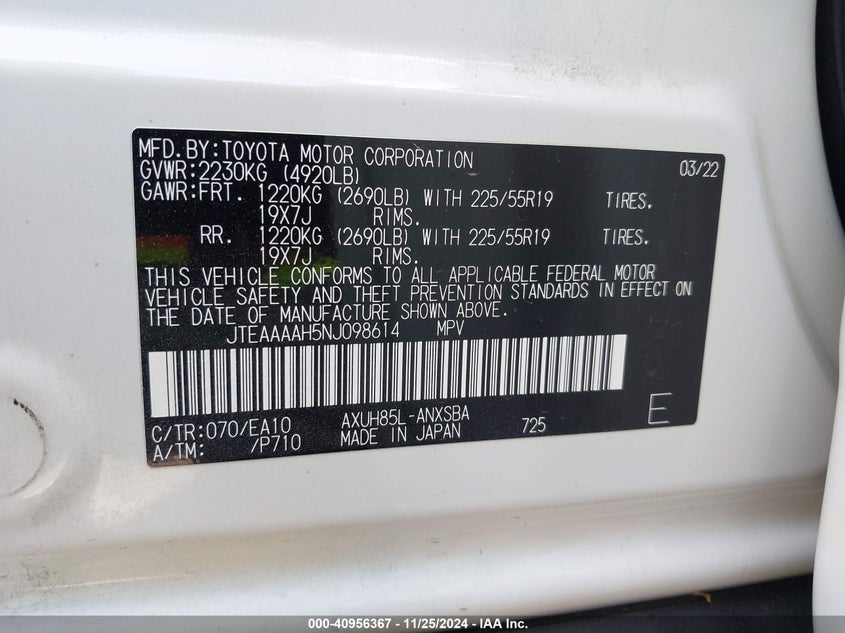 MFD.BY:TOYOTA MOTOR CORPORATION 03/22
GVWR:2230KG (4920LB)
GAWR:FRT. 1220KG (2690LB) WITH 225/55R19 TIRES.
19X7J RIMS.
RR. 1220KG (2690LB) WITH 225/55R19 TIRES.
19X7J RIMS.
THIS VEHICLE CONFORMS TO ALL APPLICABLE FEDERAL MOTOR
VEHICLE SAFETY AND THEFT PREVENTION STANDARDS IN EFFECT ON
THE DATE OF MANUFACTURE SHOWN ABOVE.
JTEAAAAH5NJ098614 MPV
C/TR:070/EA10 AXUH85L-ANXSBA 725 E
A/TM: /P710 MADE IN JAPAN
000-40956367 - 11/25/2024 - IAA Inc.